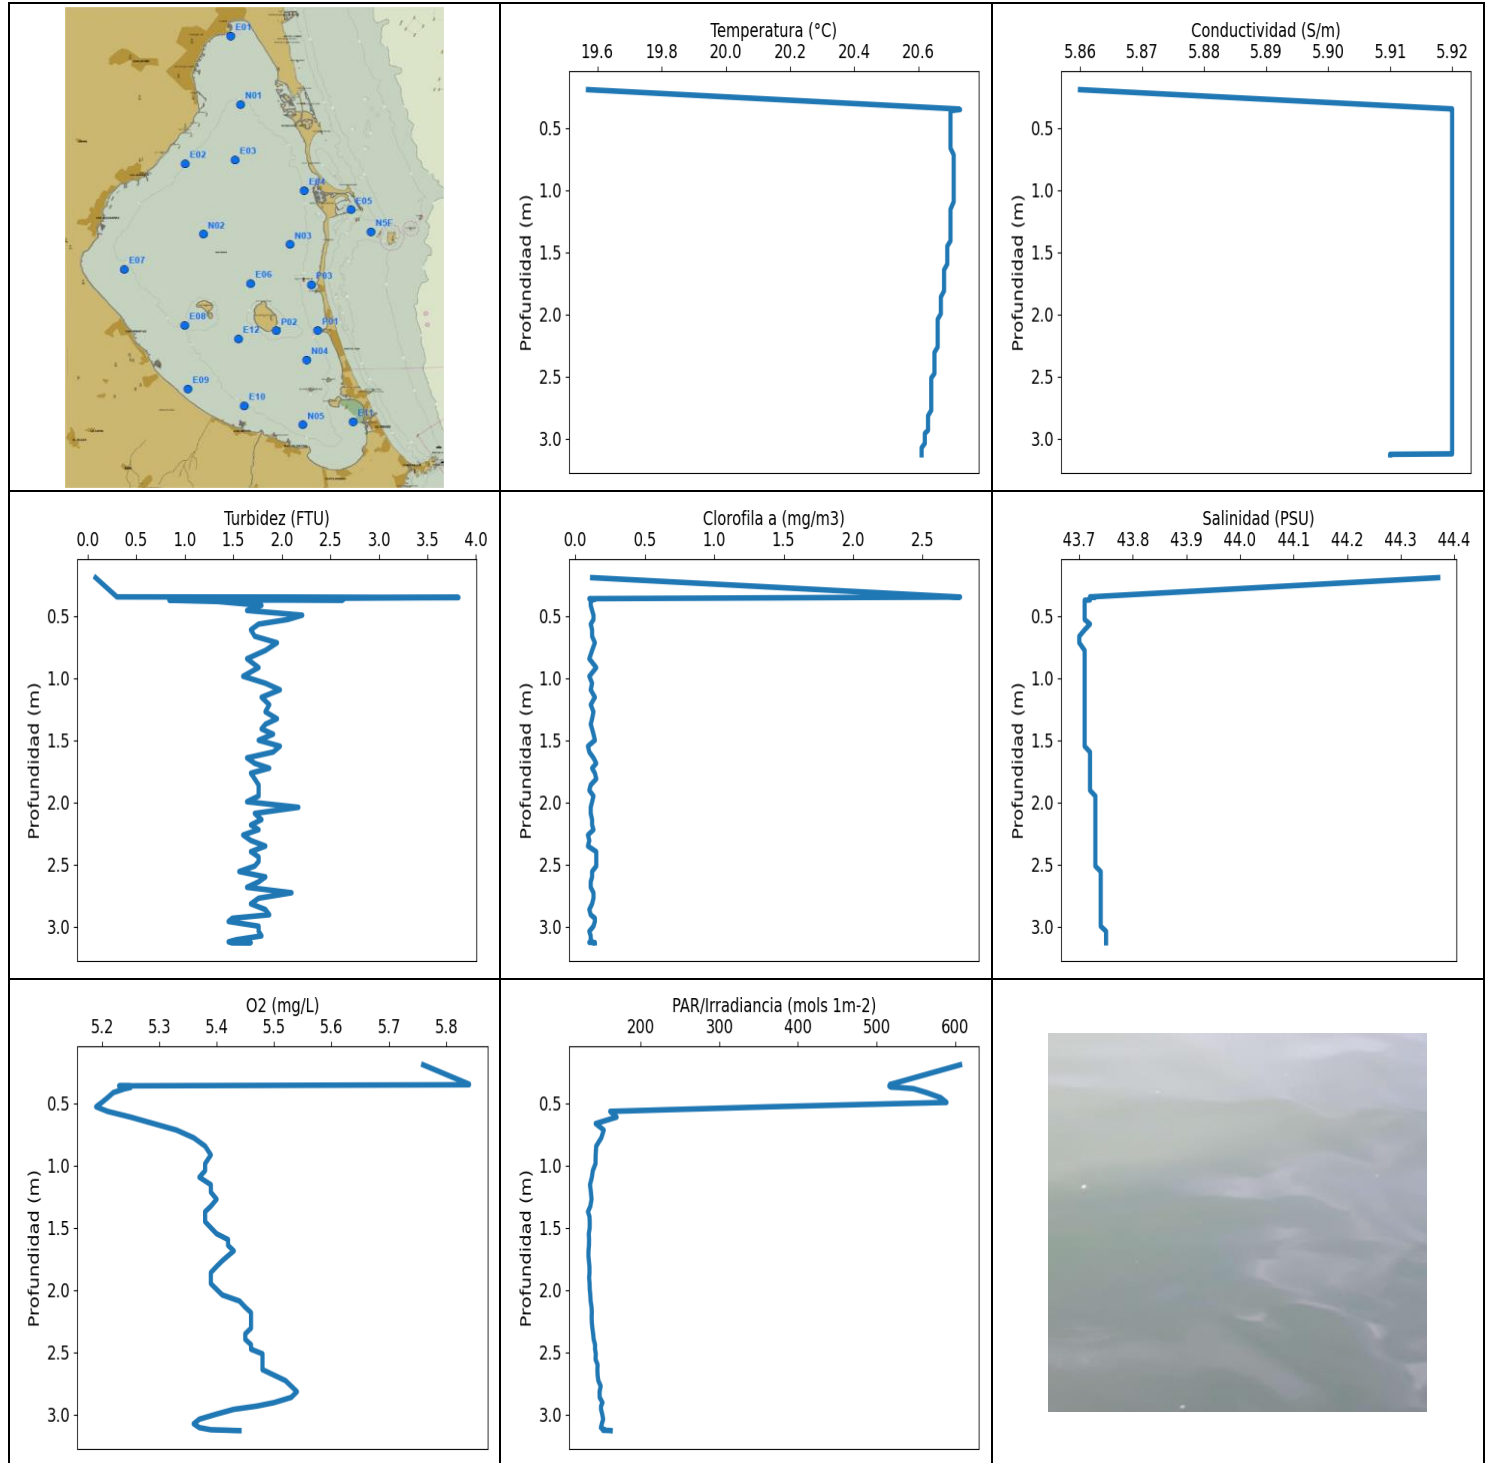 E01
N01
E02
E03
E04
E05
N02
N03
N5F
E07
E06
P03
E08
E12
P02
P01
N04
E09
E10
N05
E11
Temperatura (°C)
19.6 19.8 20.0 20.2 20.4 20.6
Profundidad (m)
0.5
1.0
1.5
2.0
2.5
3.0
Conductividad (S/m)
5.86 5.87 5.88 5.89 5.90 5.91 5.92
Profundidad (m)
0.5
1.0
1.5
2.0
2.5
3.0
Turbidez (FTU)
0.0 0.5 1.0 1.5 2.0 2.5 3.0 3.5 4.0
Profundidad (m)
0.5
1.0
1.5
2.0
2.5
3.0
Clorofila a (mg/m3)
0.0 0.5 1.0 1.5 2.0 2.5
Profundidad (m)
0.5
1.0
1.5
2.0
2.5
3.0
Salinidad (PSU)
43.7 43.8 43.9 44.0 44.1 44.2 44.3 44.4
Profundidad (m)
0.5
1.0
1.5
2.0
2.5
3.0
O2 (mg/L)
5.2 5.3 5.4 5.5 5.6 5.7 5.8
Profundidad (m)
0.5
1.0
1.5
2.0
2.5
3.0
PAR/Irradiancia (mols 1m-2)
200 300 400 500 600
Profundidad (m)
0.5
1.0
1.5
2.0
2.5
3.0